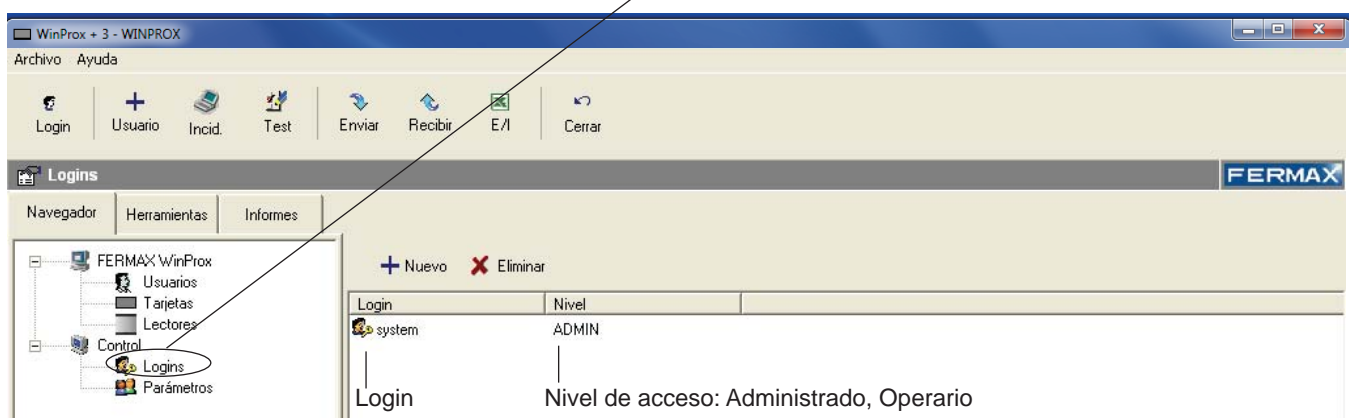 WinProx + 3 - WINPROX
Archivo Ayuda
Login Usuario Incid. Test Enviar Recibir E/I Cerrar
Logins FERMAX
Navegador Herramientas Informes
FERMAX WinProx
Usuarios
Tarjetas
Lectores
Control
Logins
Parámetros
Nuevo Eliminar
Login Nivel
system ADMIN
Login Nivel de acceso: Administrado, Operario